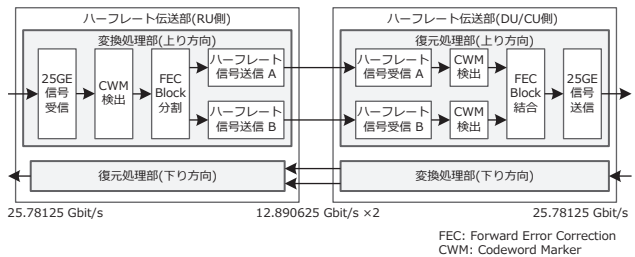 ハーフレート伝送部(RU側)
変換処理部(上り方向)
25GE
信号
受信
CWM
検出
FEC
Block
分割
ハーフレート
信号送信 A
ハーフレート
信号送信 B
復元処理部(下り方向)
ハーフレート伝送部(DU/CU側)
復元処理部(上り方向)
ハーフレート
信号受信 A
CWM
検出
ハーフレート
信号受信 B
CWM
検出
FEC
Block
結合
25GE
信号
送信
変換処理部(下り方向)
25.78125 Gbit/s
12.890625 Gbit/s ×2
25.78125 Gbit/s
FEC: Forward Error Correction
CWM: Codeword Marker